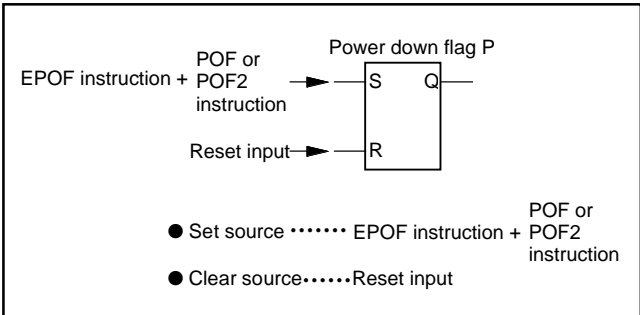 Power down flag P
EPOF instruction + POF or
POF2
instruction
S Q
Reset input
R
● Set source ······· EPOF instruction + POF or
POF2
instruction
● Clear source ······ Reset input